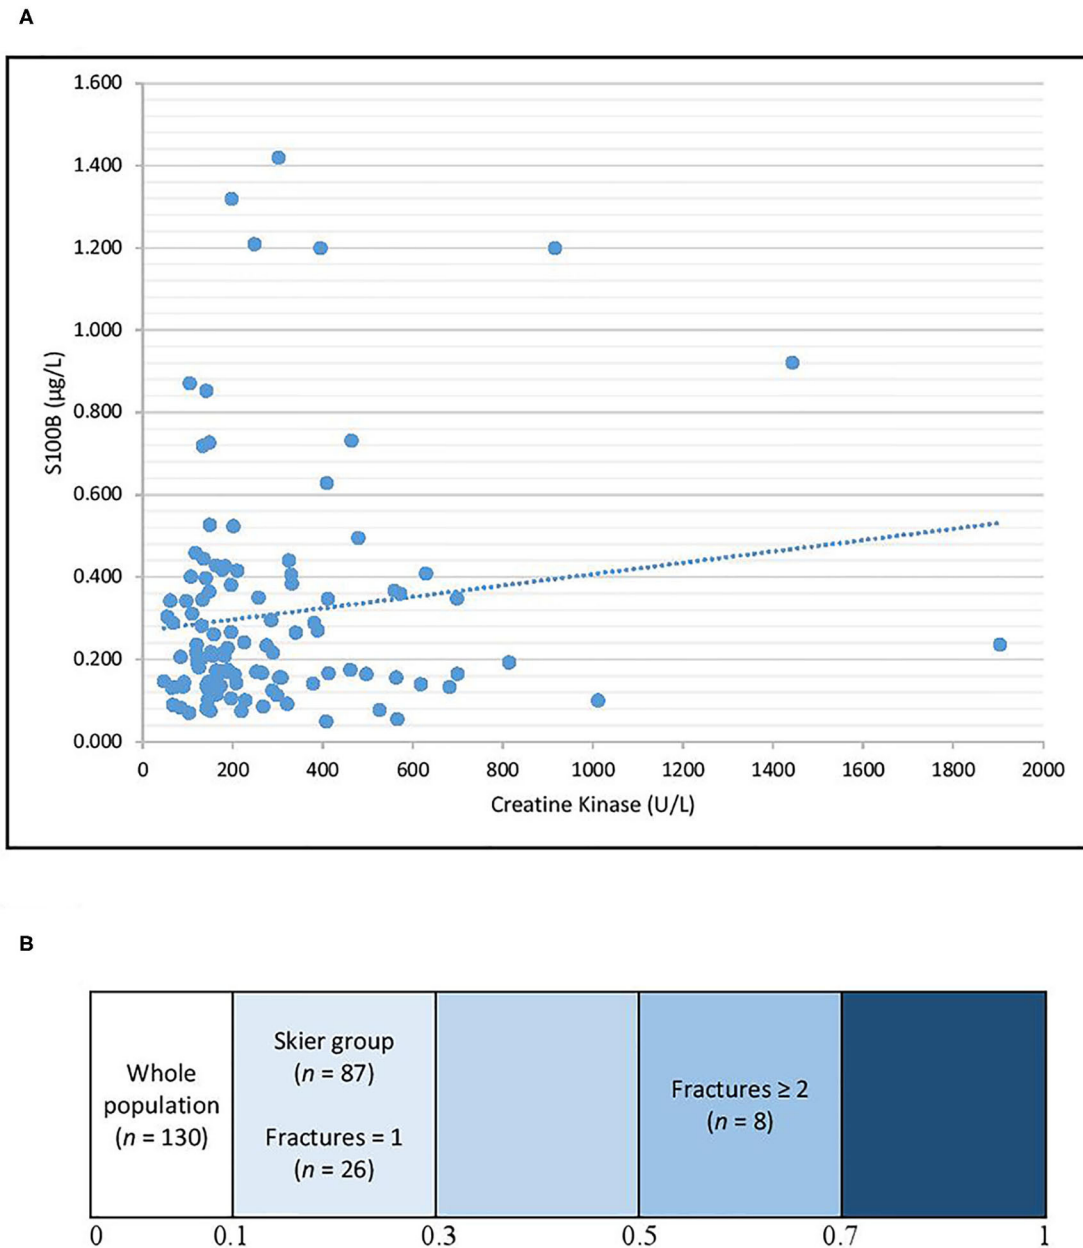 A
1.600
1.400
1.200
1.000
0.800
0.600
0.400
0.200
0.000
S100B (µg/L)
0 200 400 600 800 1000 1200 1400 1600 1800 2000
Creatine Kinase (U/L)
B
Whole
population
(n = 130)
Skier group
(n = 87)
Fractures = 1
(n = 26)
Fractures ≥ 2
(n = 8)
0 0.1 0.3 0.5 0.7 1